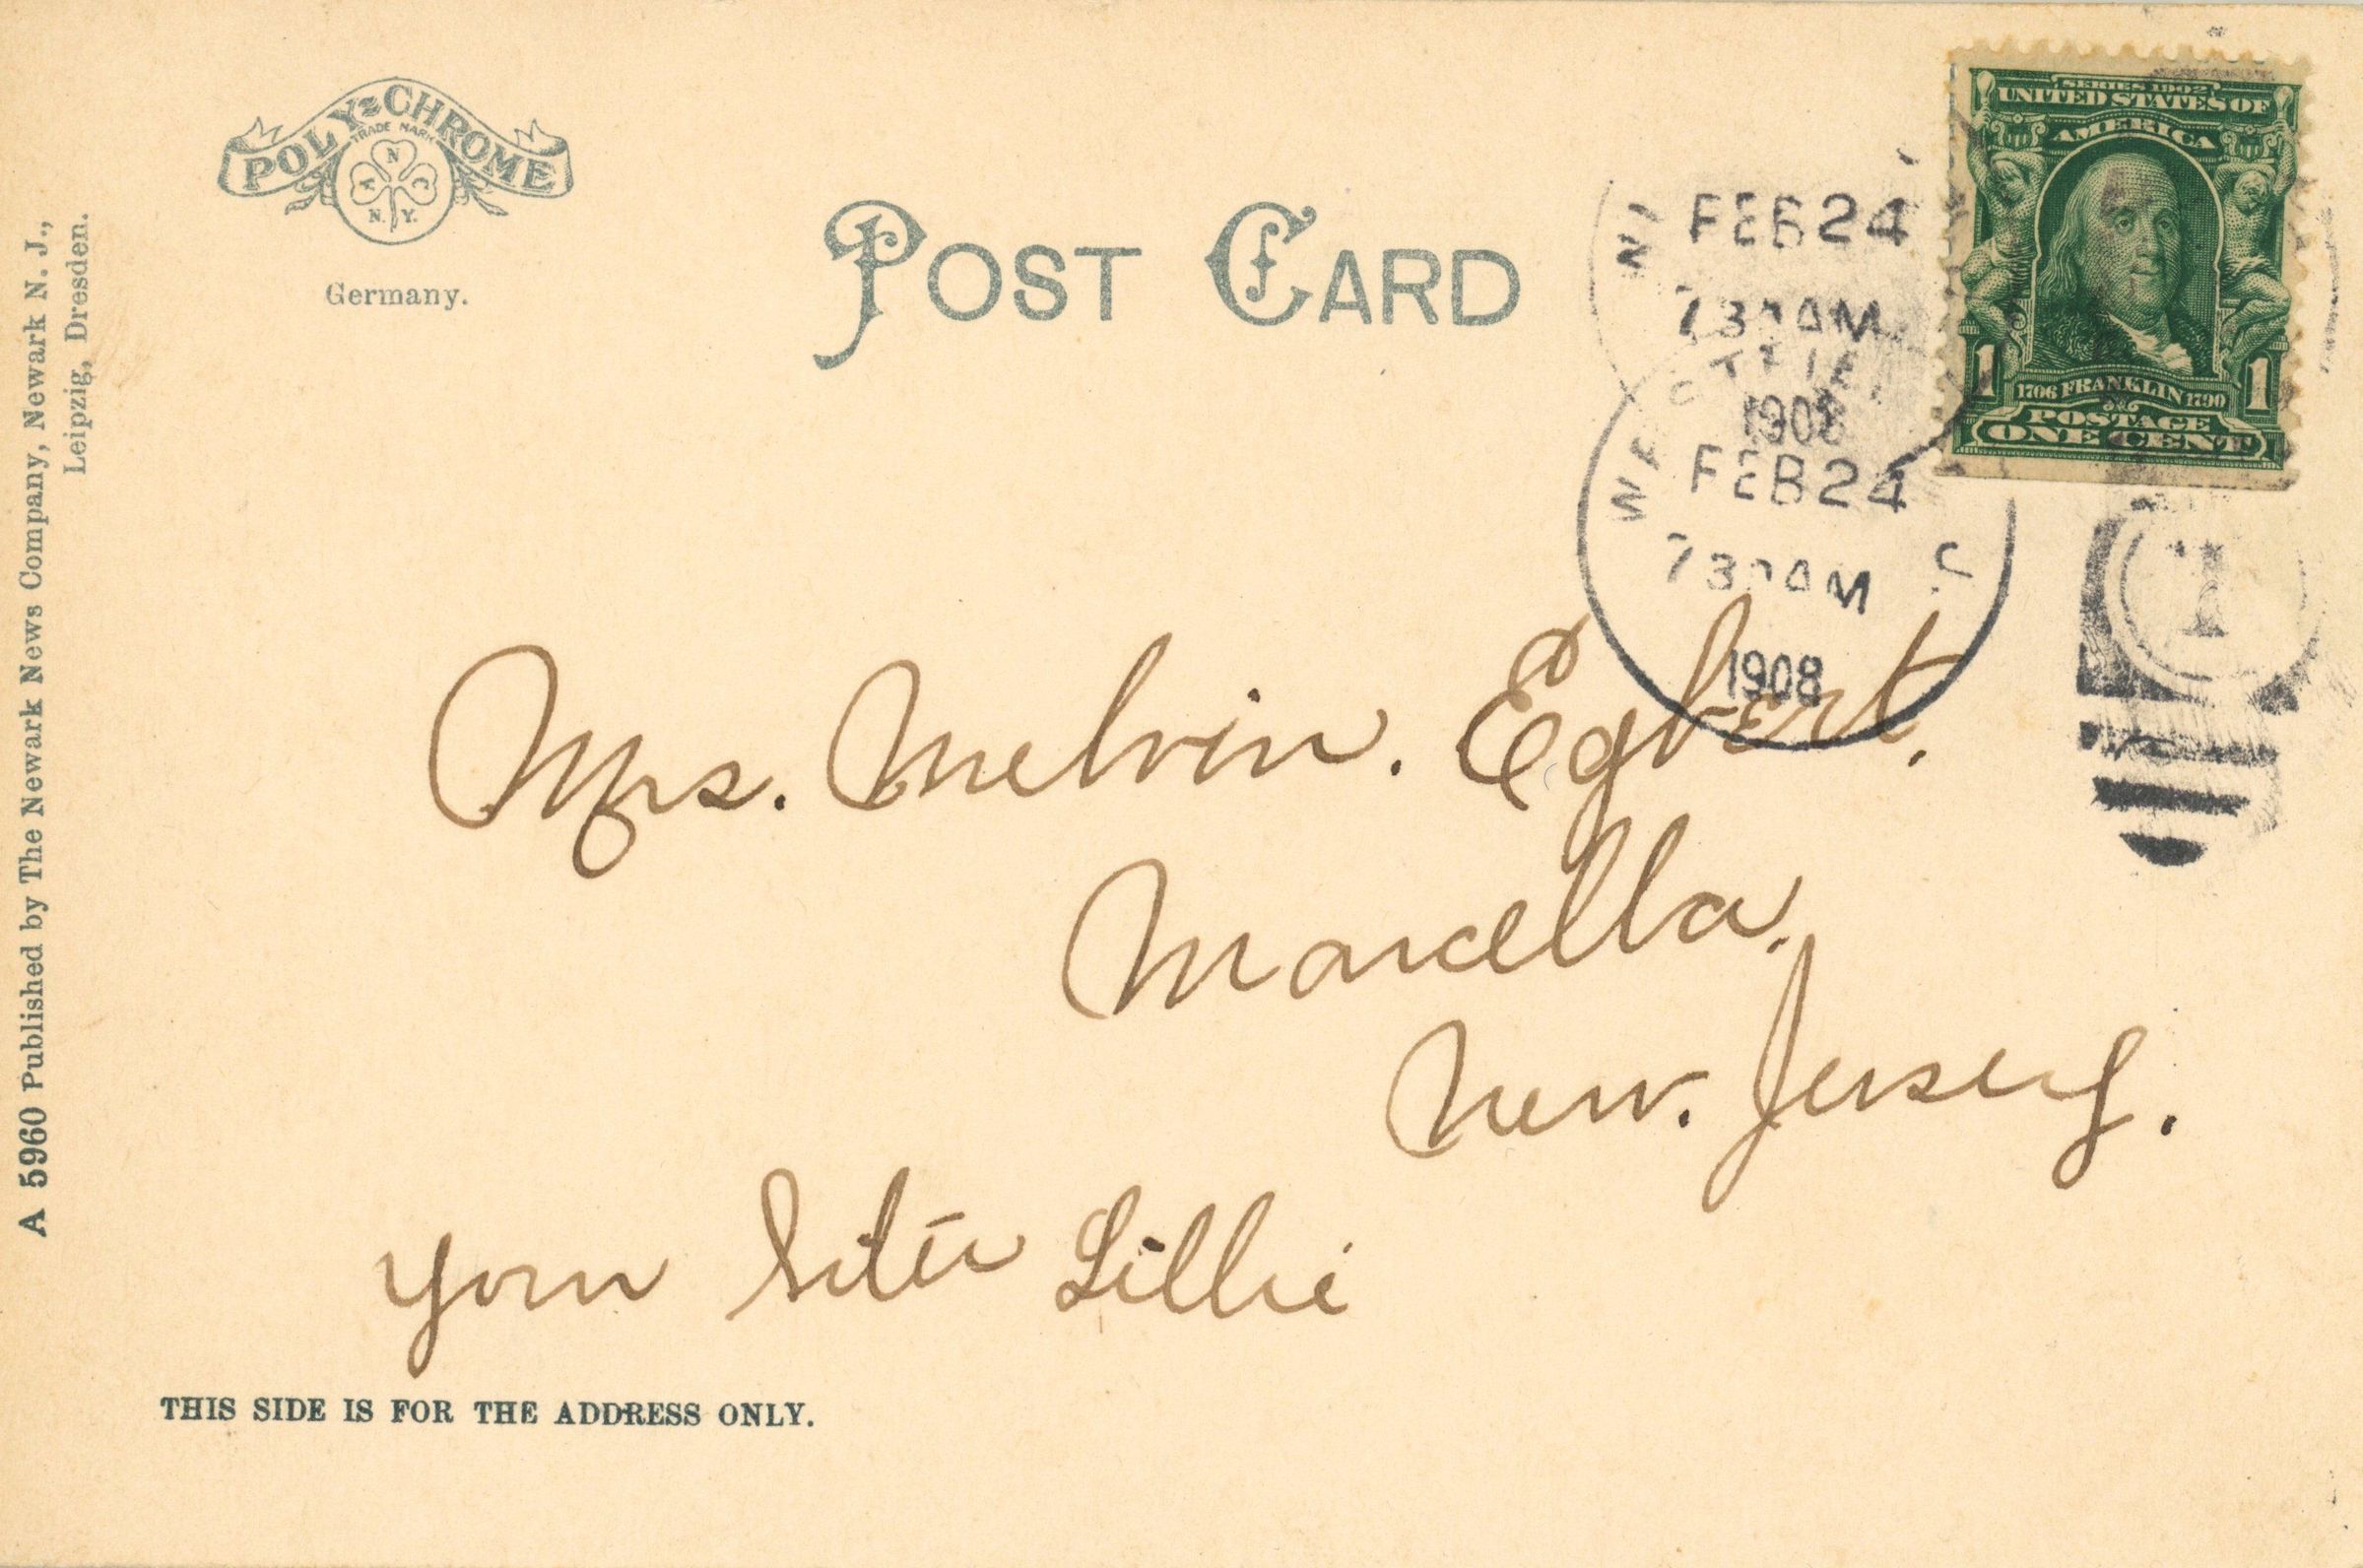 POLY-CHROME
TRADE MARK
A N C
N. Y.
Germany.
POST CARD
SERIES 1902
UNITED STATES OF
AMERICA
1 1
1706 FRANKLIN 1790
POSTAGE
ONE CENT
FEB 24
AM
1908
FEB 24
AM
1908
1
Mrs. Melvin. Egbert.
Marcella.
New. Jersey.
your Sister Lillie
THIS SIDE IS FOR THE ADDRESS ONLY.
A 5960 Published by The Newark News Company, Newark N. J.,
Leipzig, Dresden.